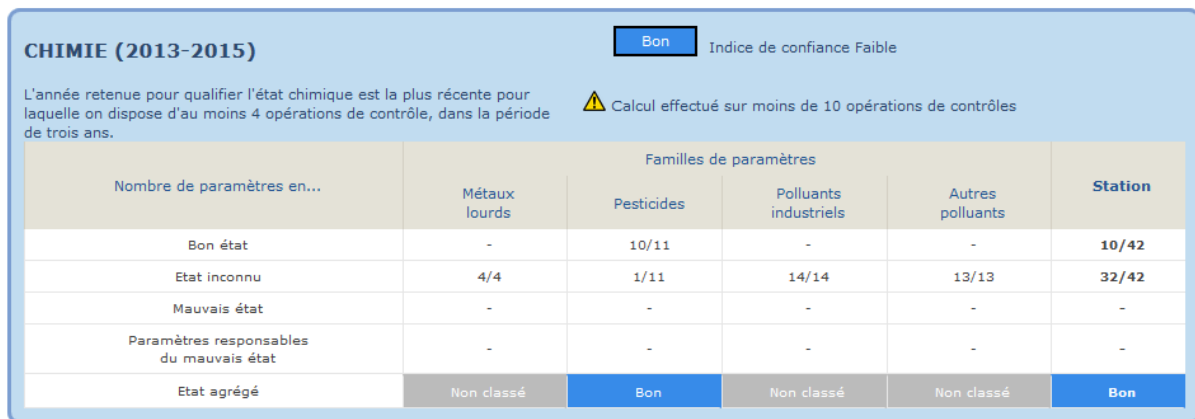 CHIMIE (2013-2015)
Bon
Indice de confiance Faible
L'année retenue pour qualifier l'état chimique est la plus récente pour
laquelle on dispose d'au moins 4 opérations de contrôle, dans la période
de trois ans.
Calcul effectué sur moins de 10 opérations de contrôles
Nombre de paramètres en...
Familles de paramètres
Station
Métaux
lourds
Pesticides
Polluants
industriels
Autres
polluants
Bon état - 10/11 - - 10/42
Etat inconnu 4/4 1/11 14/14 13/13 32/42
Mauvais état - - - - -
Paramètres responsables
du mauvais état - - - - -
Etat agrégé Non classé Bon Non classé Non classé Bon